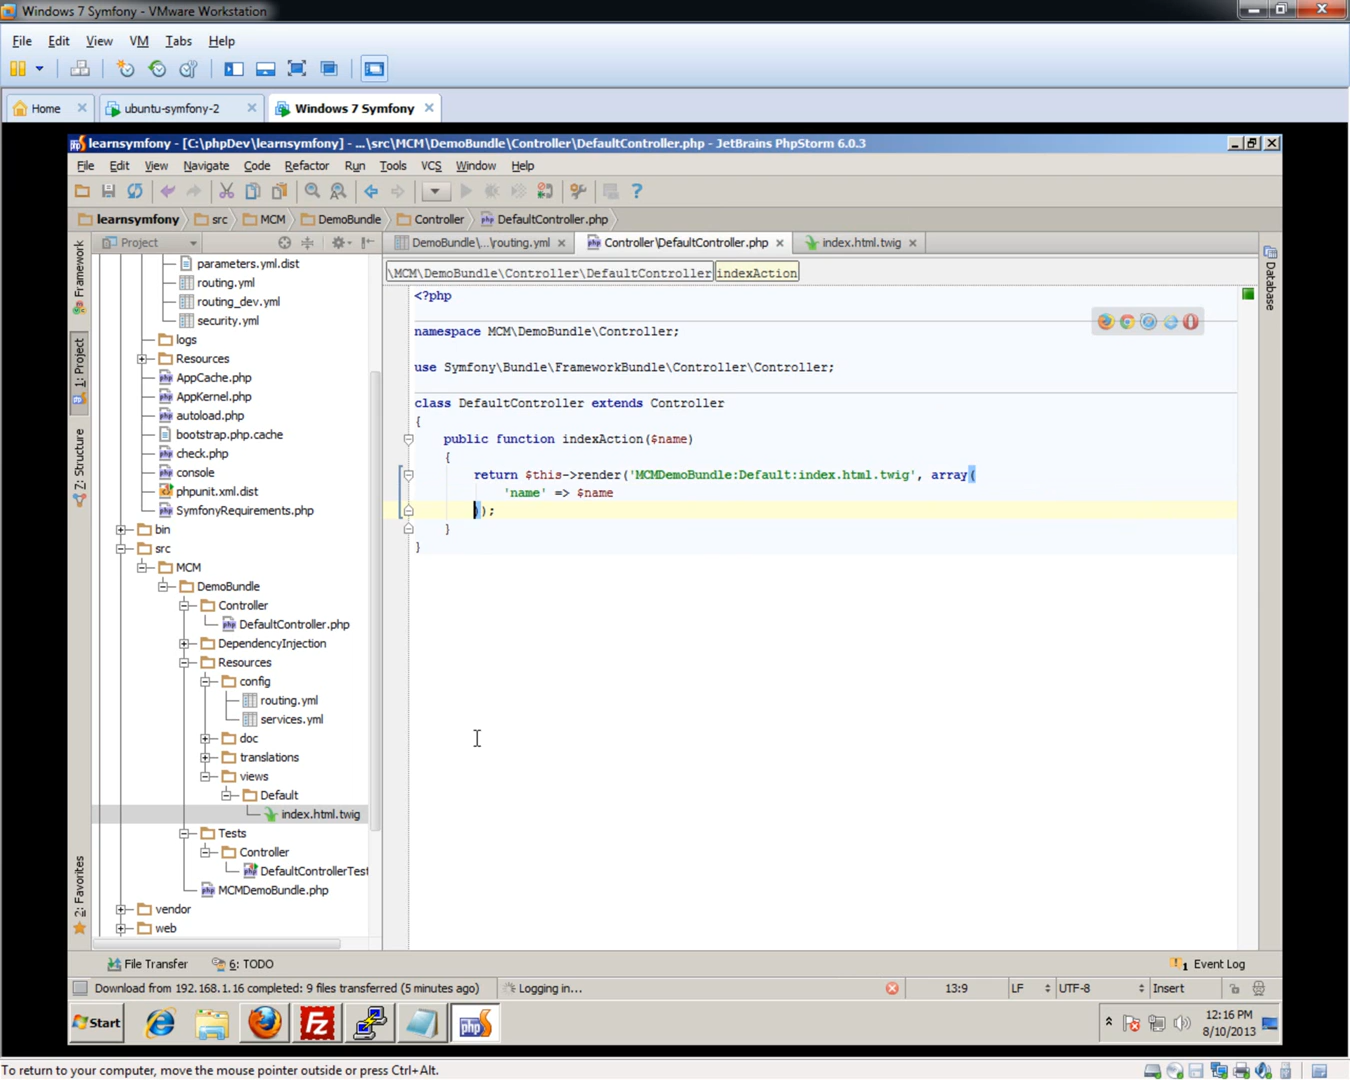 Windows 7 Symfony - VMware Workstation
File Edit View VM Tabs Help
Home ubuntu-symfony-2 Windows 7 Symfony
learnsymfony - [C:\phpDev\learnsymfony] - ...\src\MCM\DemoBundle\Controller\DefaultController.php - JetBrains PhpStorm 6.0.3
File Edit View Navigate Code Refactor Run Tools VCS Window Help
learnsymfony src MCM DemoBundle Controller DefaultController.php
Project
DemoBundle\...\routing.yml Controller\DefaultController.php index.html.twig
\MCM\DemoBundle\Controller\DefaultController indexAction
Framework
1: Project
Z: Structure
2: Favorites
Database
parameters.yml.dist
routing.yml
routing_dev.yml
security.yml
logs
Resources
AppCache.php
AppKernel.php
autoload.php
bootstrap.php.cache
check.php
console
phpunit.xml.dist
SymfonyRequirements.php
bin
src
MCM
DemoBundle
Controller
DefaultController.php
DependencyInjection
Resources
config
routing.yml
services.yml
doc
translations
views
Default
index.html.twig
Tests
Controller
DefaultControllerTest
MCMDemoBundle.php
vendor
web
<?php
namespace MCM\DemoBundle\Controller;
use Symfony\Bundle\FrameworkBundle\Controller\Controller;
class DefaultController extends Controller
{
public function indexAction($name)
{
return $this->render('MCMDemoBundle:Default:index.html.twig', array(
'name' => $name
));
}
}
File Transfer 6: TODO 1 Event Log
Download from 192.168.1.16 completed: 9 files transferred (5 minutes ago) Logging in... 13:9 LF UTF-8 Insert
Start 12:16 PM
8/10/2013
To return to your computer, move the mouse pointer outside or press Ctrl+Alt.